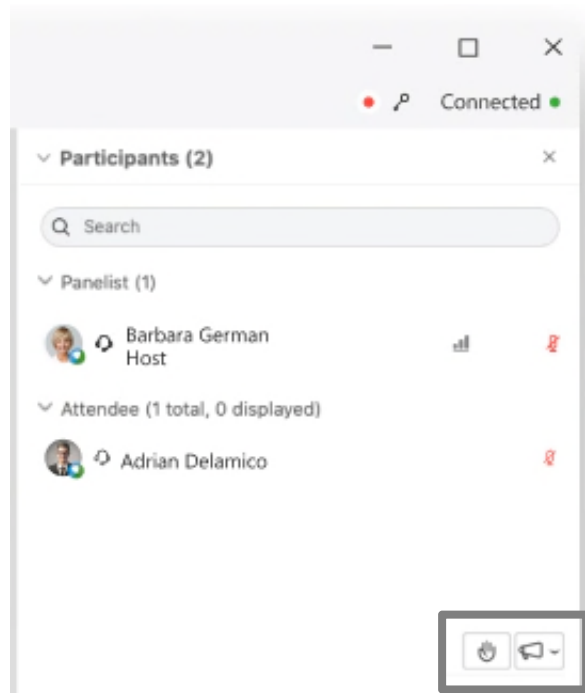 Connected
Participants (2)
Search
Panelist (1)
Barbara German
Host
Attendee (1 total, 0 displayed)
Adrian Delamico